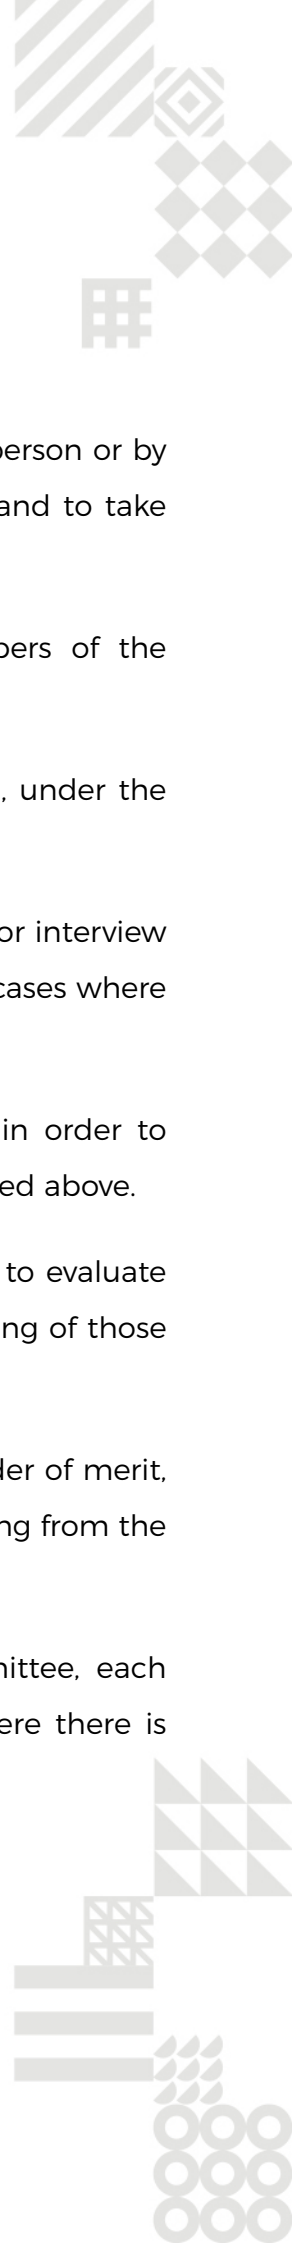 person or by
and to take
bers of the
, under the
or interview
cases where
in order to
ed above.
to evaluate
ng of those
der of merit,
ng from the
mittee, each
ere there is